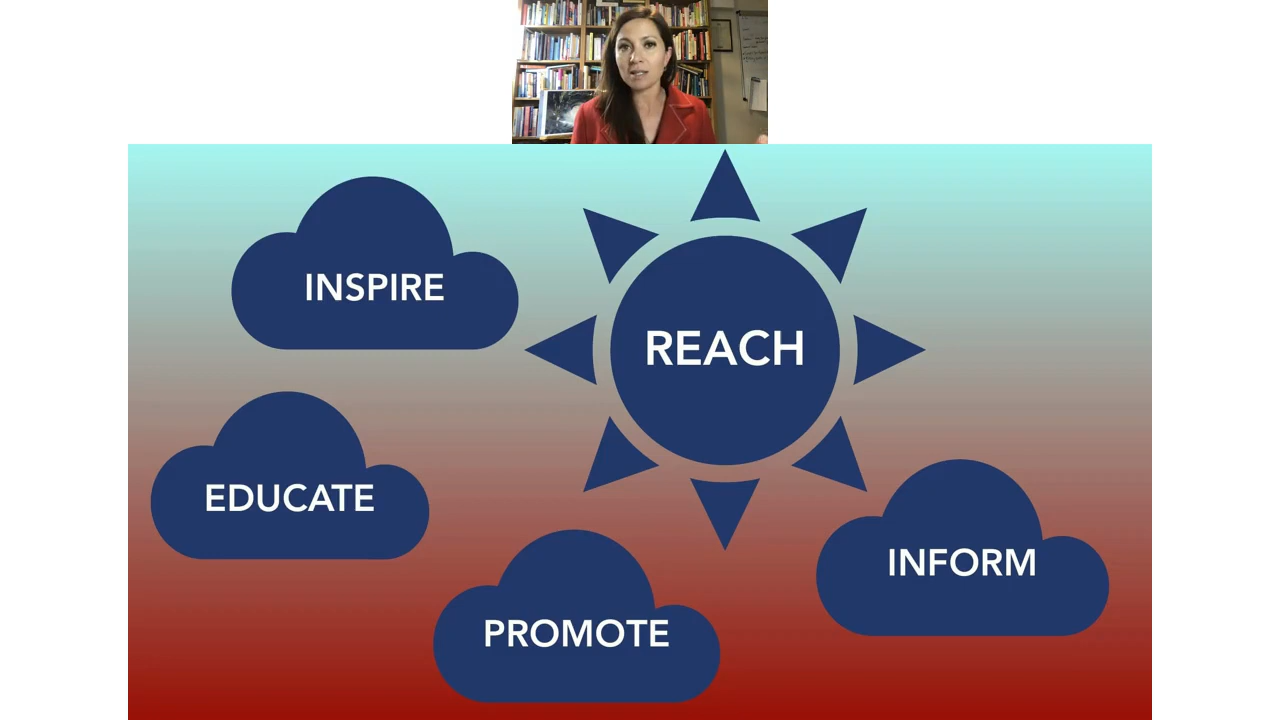 INSPIRE
REACH
EDUCATE
INFORM
PROMOTE